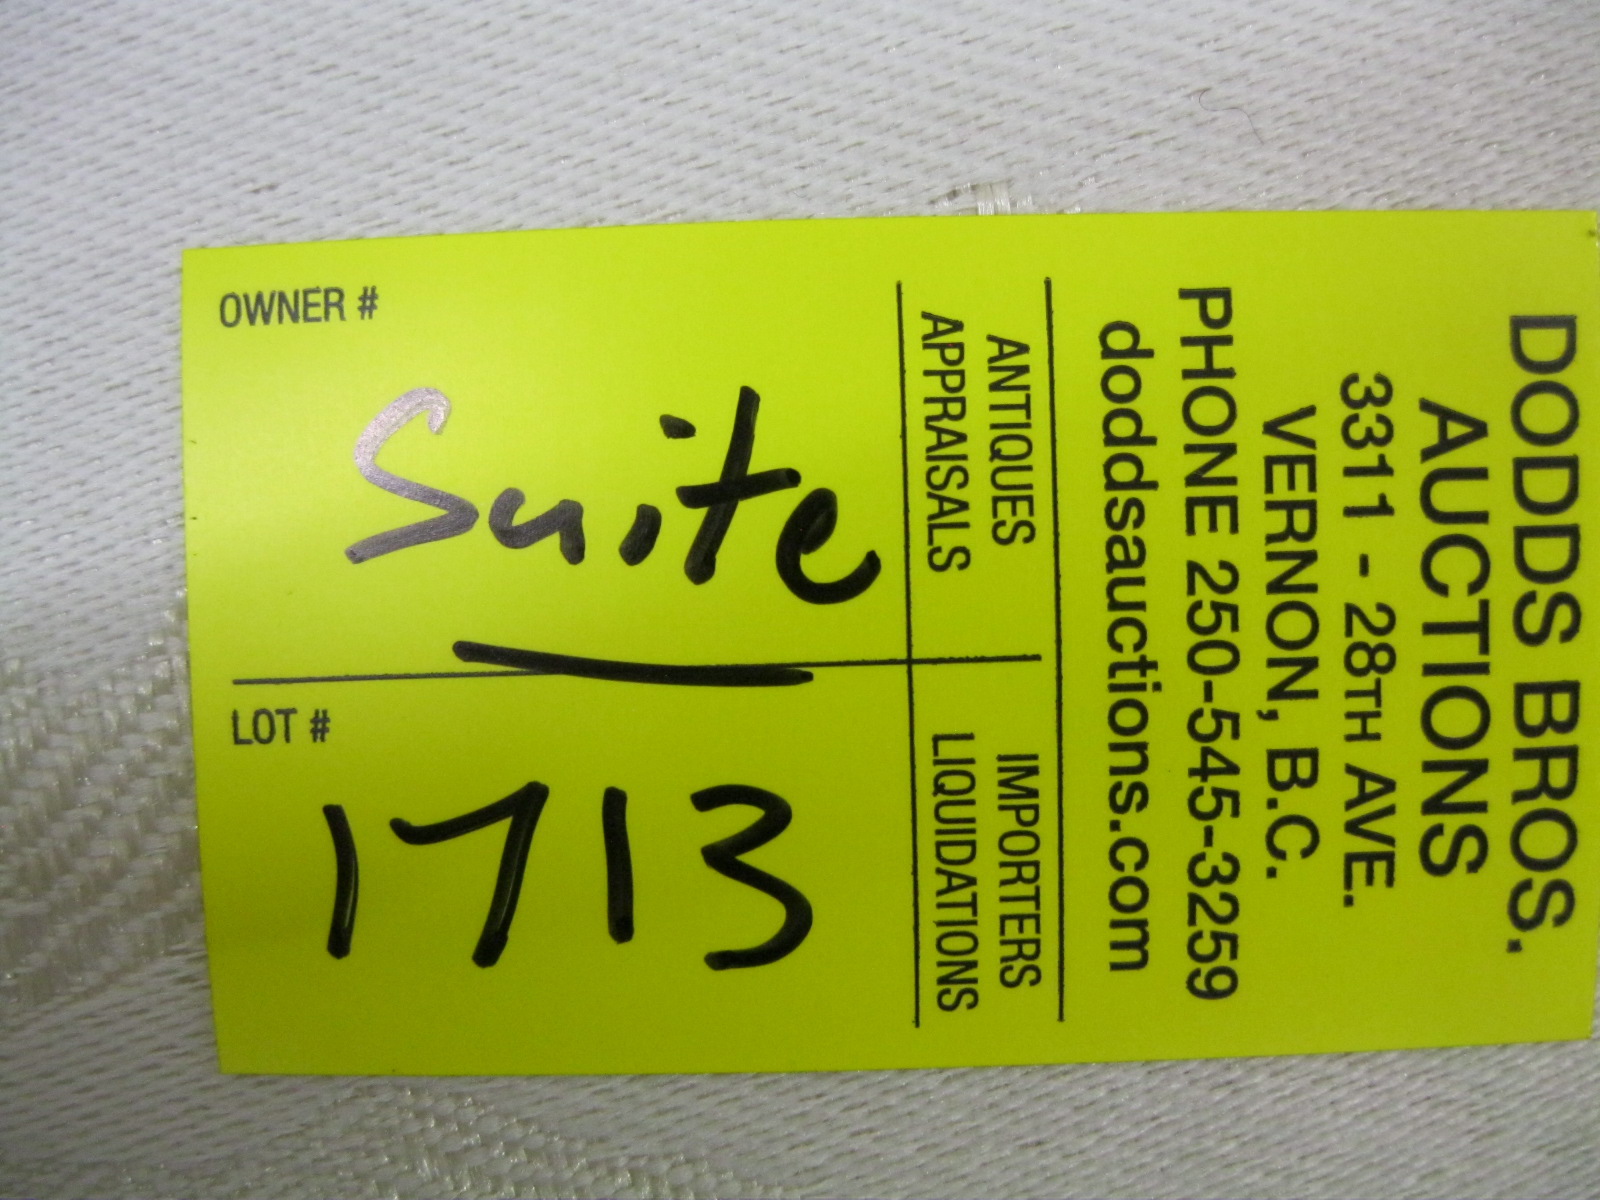 DODDS BROS.
AUCTIONS
3311 - 28TH AVE.
VERNON, B.C.
PHONE 250-545-3259
doddsauctions.com
ANTIQUES
APPRAISALS
IMPORTERS
LIQUIDATIONS
OWNER #
Suite
LOT #
1713